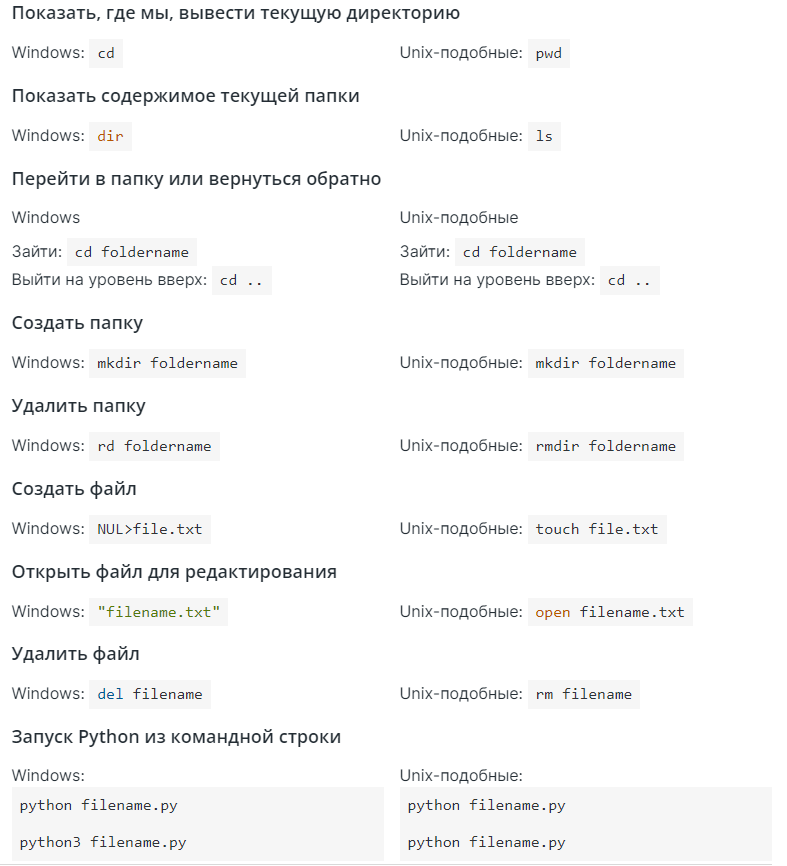 Показать, где мы, вывести текущую директорию
Windows: cd Unix-подобные: pwd
Показать содержимое текущей папки
Windows: dir Unix-подобные: ls
Перейти в папку или вернуться обратно
Windows Unix-подобные
Зайти: cd foldername Зайти: cd foldername
Выйти на уровень вверх: cd .. Выйти на уровень вверх: cd ..
Создать папку
Windows: mkdir foldername Unix-подобные: mkdir foldername
Удалить папку
Windows: rd foldername Unix-подобные: rmdir foldername
Создать файл
Windows: NUL>file.txt Unix-подобные: touch file.txt
Открыть файл для редактирования
Windows: "filename.txt" Unix-подобные: open filename.txt
Удалить файл
Windows: del filename Unix-подобные: rm filename
Запуск Python из командной строки
Windows: Unix-подобные:
python filename.py python filename.py
python3 filename.py python filename.py